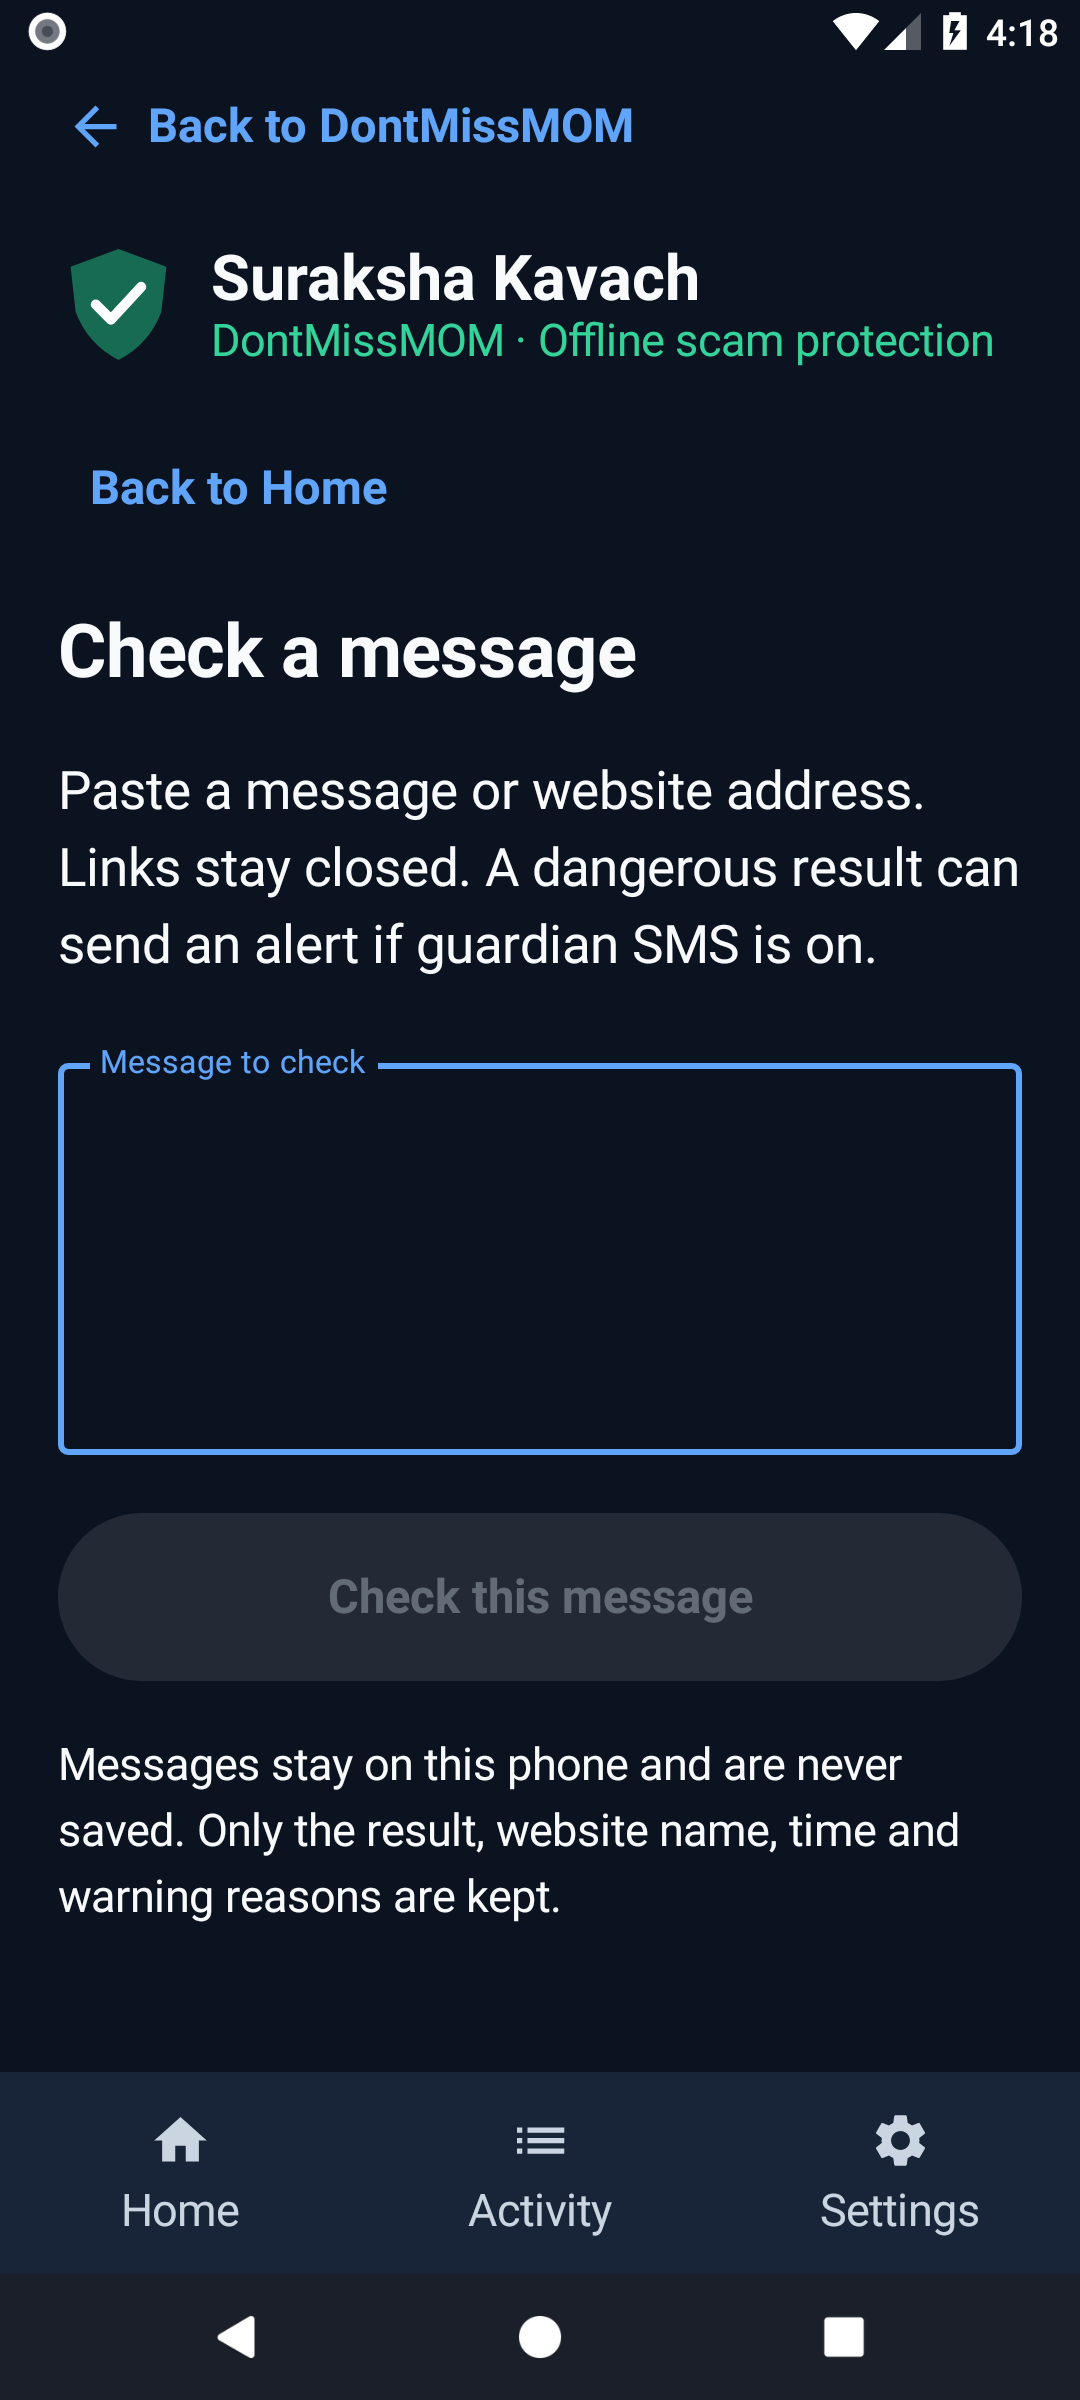 4:18
Back to DontMissMOM
Suraksha Kavach
DontMissMOM · Offline scam protection
Back to Home
Check a message
Paste a message or website address.
Links stay closed. A dangerous result can
send an alert if guardian SMS is on.
Message to check
Check this message
Messages stay on this phone and are never
saved. Only the result, website name, time and
warning reasons are kept.
Home
Activity
Settings